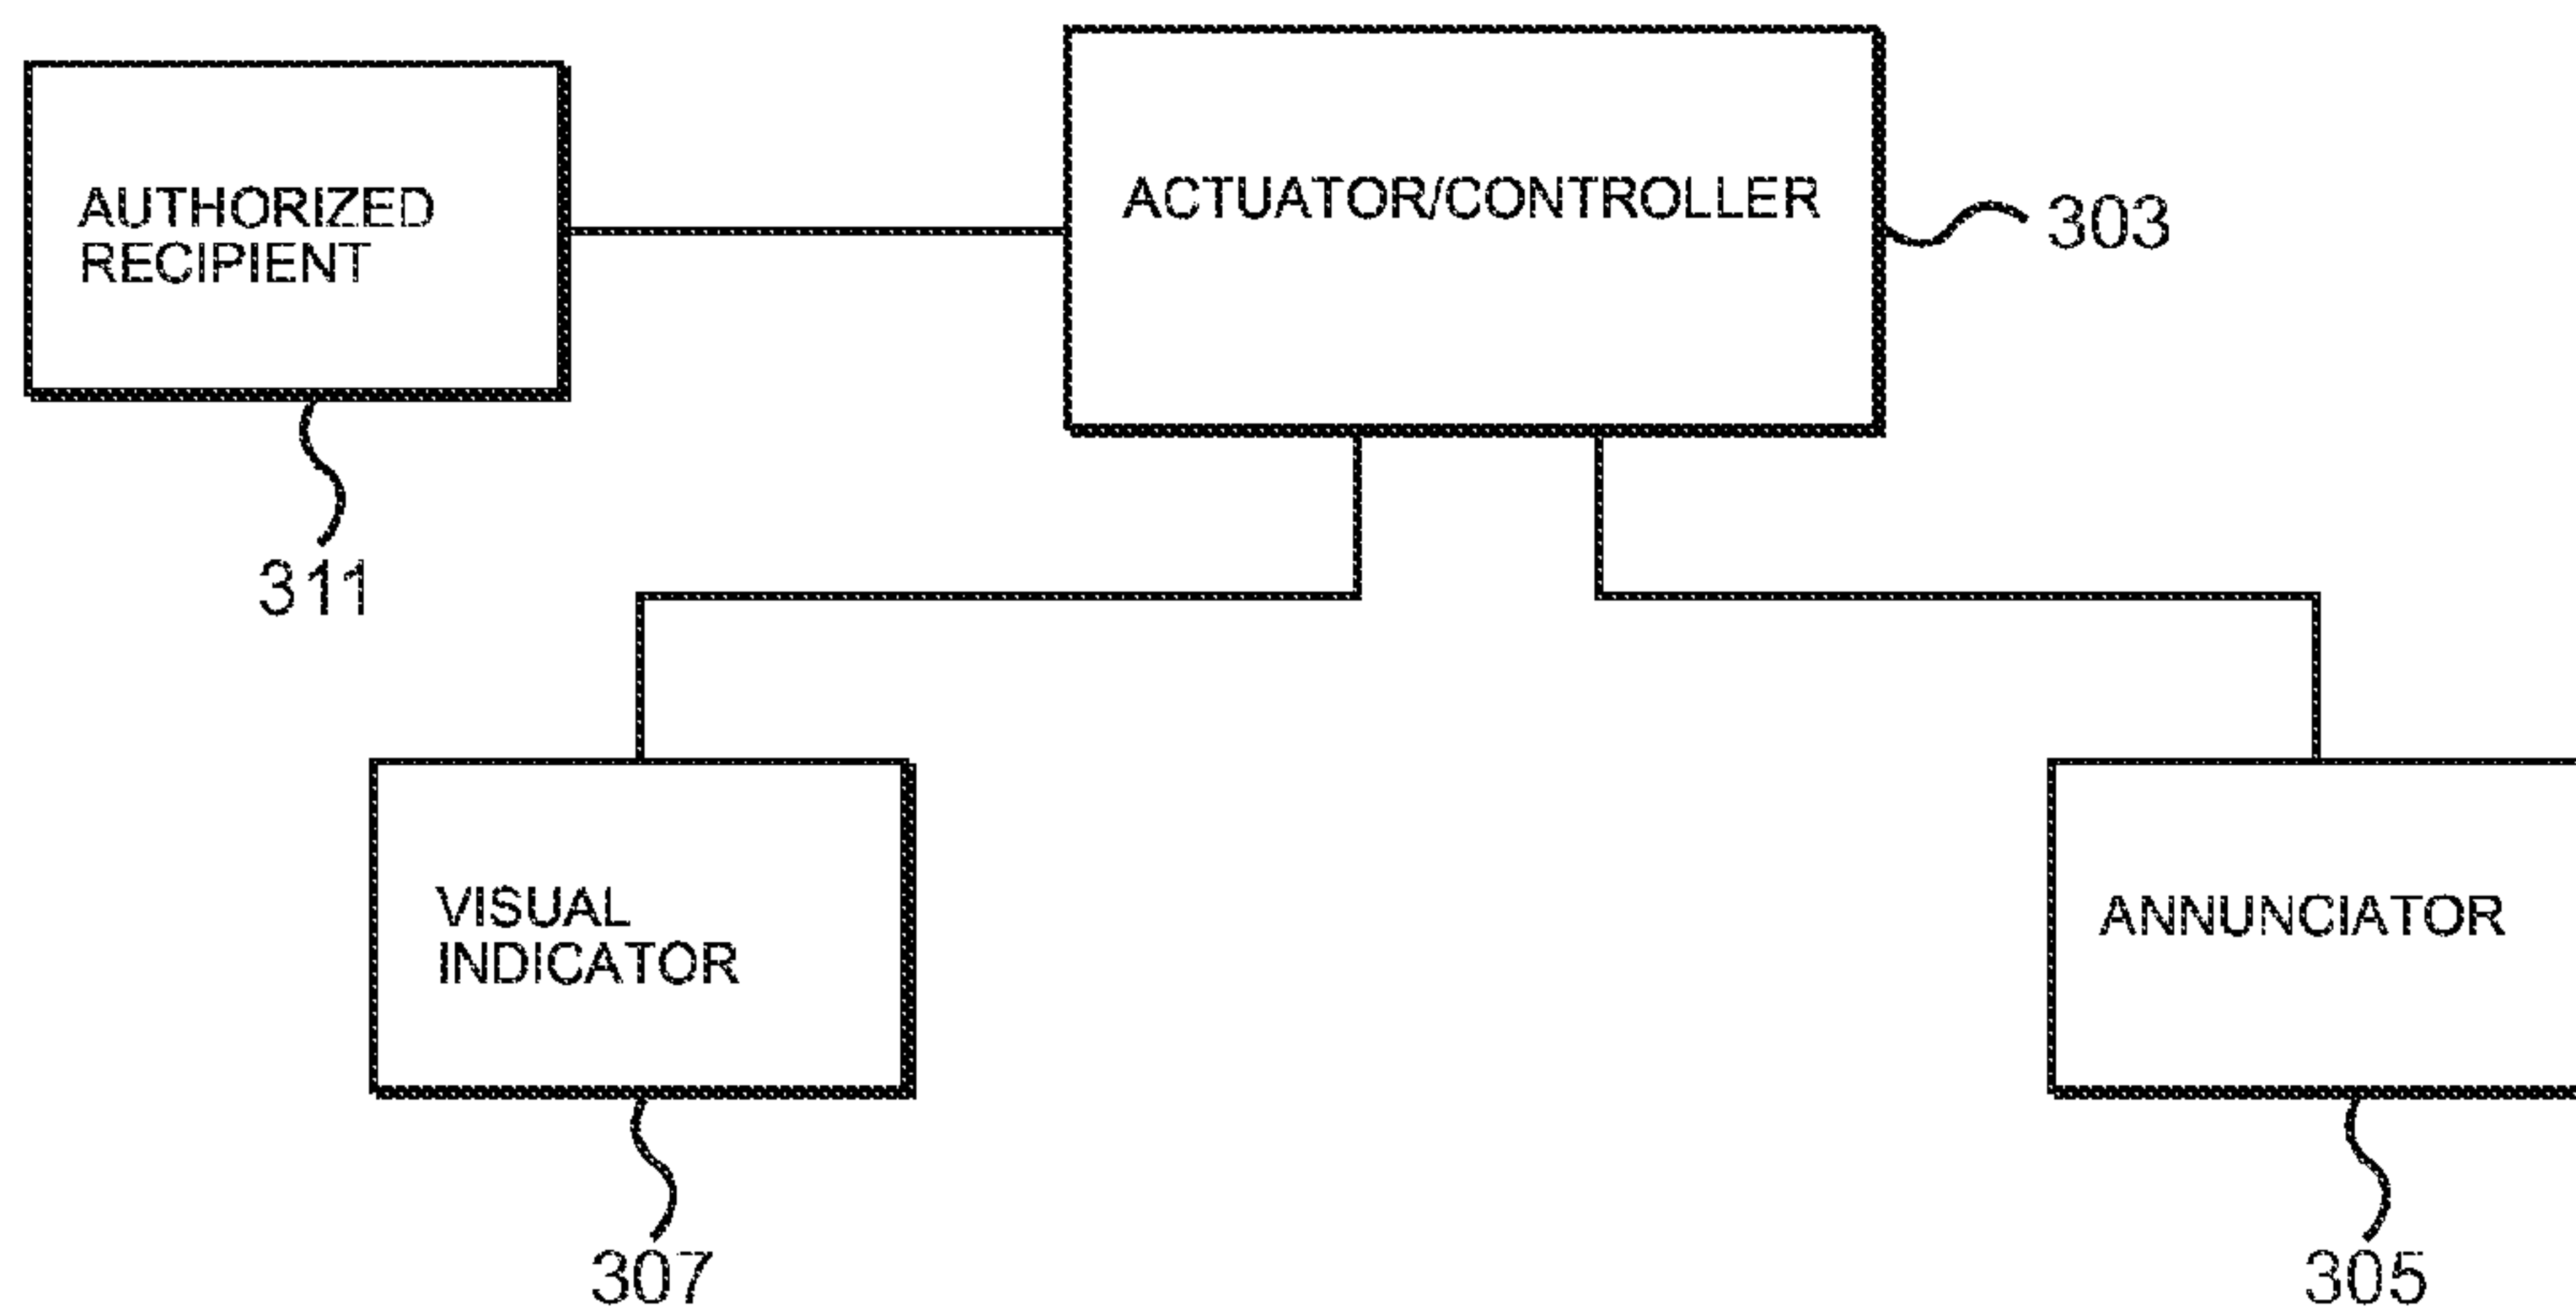 AUTHORIZED
RECIPIENT
ACTUATOR/CONTROLLER
303
311
VISUAL
INDICATOR
ANNUNCIATOR
307
305